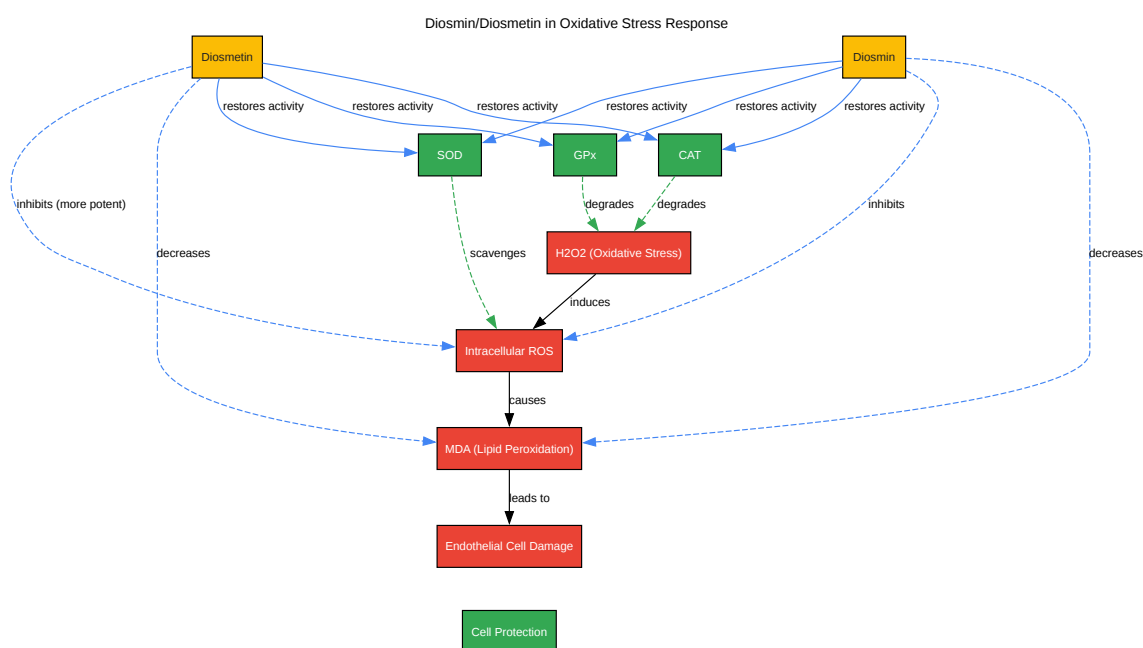 Diosmin/Diosmetin in Oxidative Stress Response
Diosmetin
Diosmin
restores activity
restores activity
restores activity
restores activity
restores activity
restores activity
SOD
GPx
CAT
inhibits (more potent)
degrades
degrades
inhibits
decreases
scavenges
H2O2 (Oxidative Stress)
decreases
induces
Intracellular ROS
causes
MDA (Lipid Peroxidation)
leads to
Endothelial Cell Damage
Cell Protection